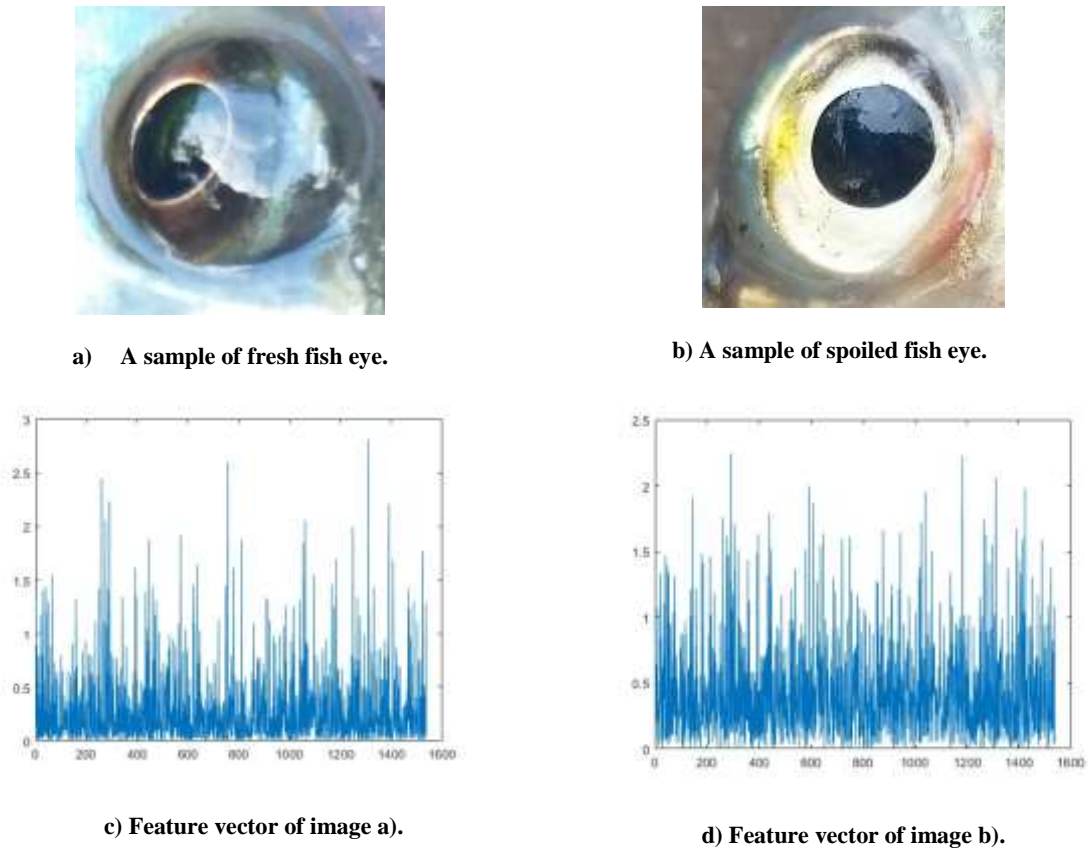 a) A sample of fresh fish eye.
b) A sample of spoiled fish eye.
3
2.5
2
1.5
1
0.5
0
0 200 400 600 800 1000 1200 1400 1600
2.5
2
1.5
1
0.5
0
0 200 400 600 800 1000 1200 1400 1600
c) Feature vector of image a).
d) Feature vector of image b).